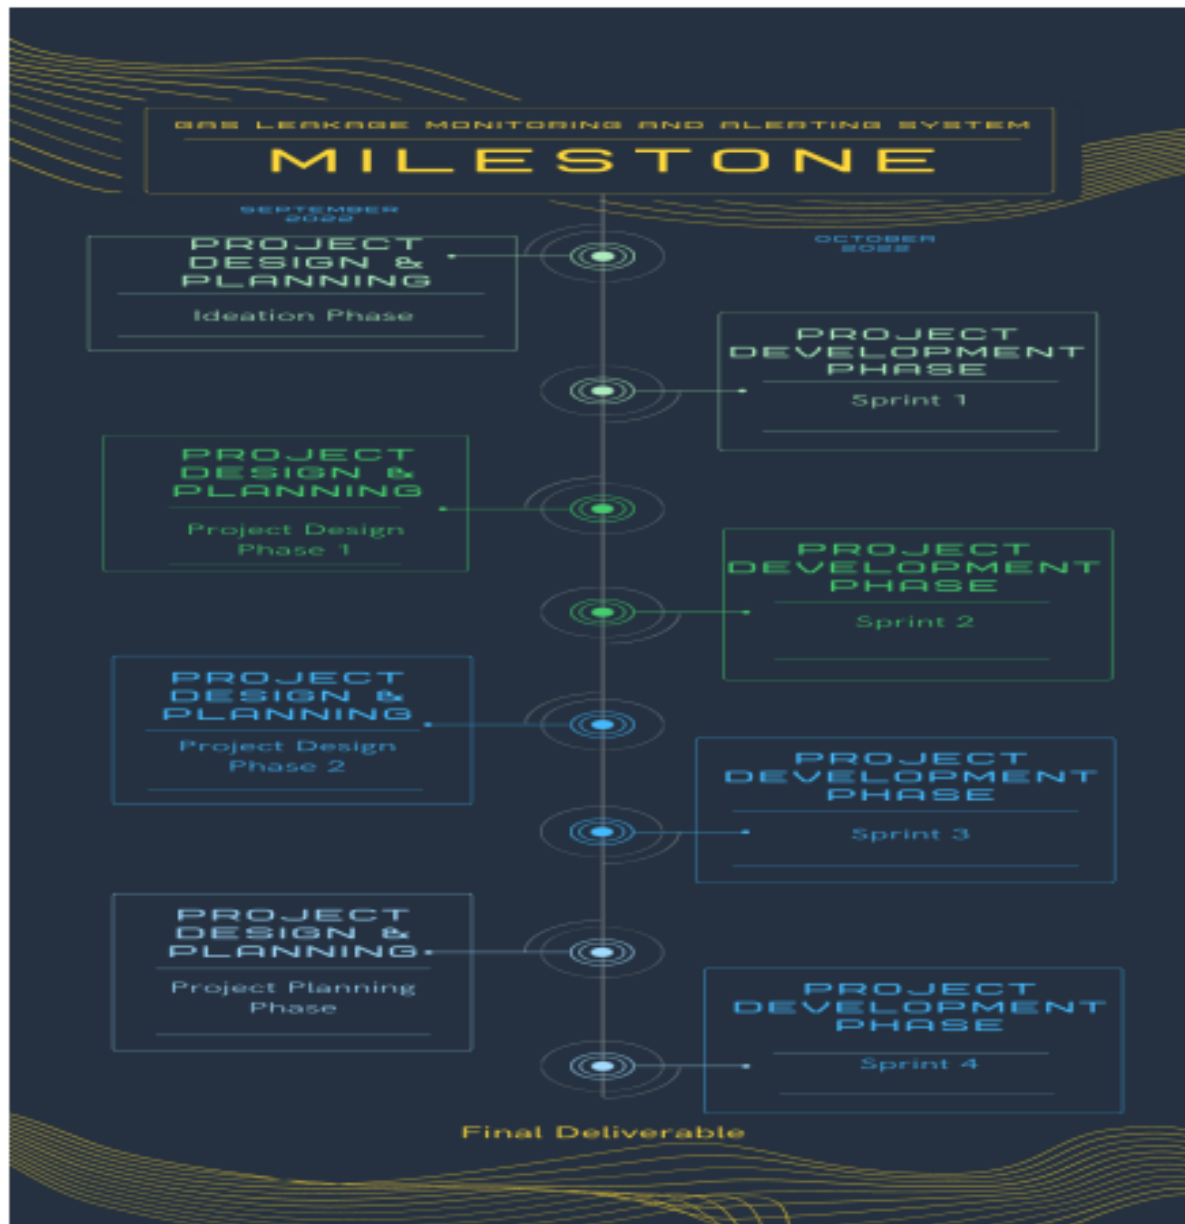 GAS LEAKAGE MONITORING AND ALERTING SYSTEM
MILESTONE
SEPTEMBER
2022
PROJECT
DESIGN &
PLANNING
Ideation Phase
OCTOBER
2022
PROJECT
DEVELOPMENT
PHASE
Sprint 1
PROJECT
DESIGN &
PLANNING
Project Design
Phase 1
PROJECT
DEVELOPMENT
PHASE
Sprint 2
PROJECT
DESIGN &
PLANNING
Project Design
Phase 2
PROJECT
DEVELOPMENT
PHASE
Sprint 3
PROJECT
DESIGN &
PLANNING
Project Planning
Phase
PROJECT
DEVELOPMENT
PHASE
Sprint 4
Final Deliverable